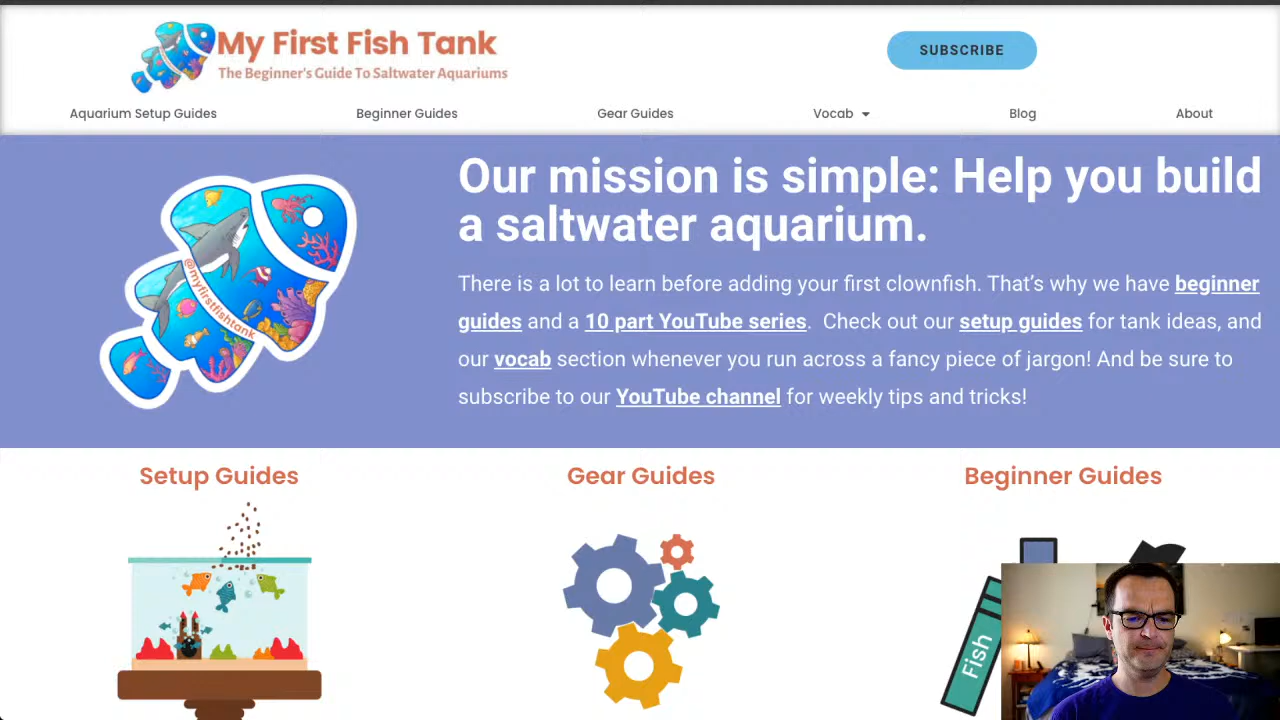 My First Fish Tank
The Beginner's Guide To Saltwater Aquariums
SUBSCRIBE
Aquarium Setup Guides
Beginner Guides
Gear Guides
Vocab
Blog
About
@myfirstfishtank
Our mission is simple: Help you build
a saltwater aquarium.
There is a lot to learn before adding your first clownfish. That’s why we have beginner
guides and a 10 part YouTube series.  Check out our setup guides for tank ideas, and
our vocab section whenever you run across a fancy piece of jargon! And be sure to
subscribe to our YouTube channel for weekly tips and tricks!
Setup Guides
Gear Guides
Beginner Guides
Fish